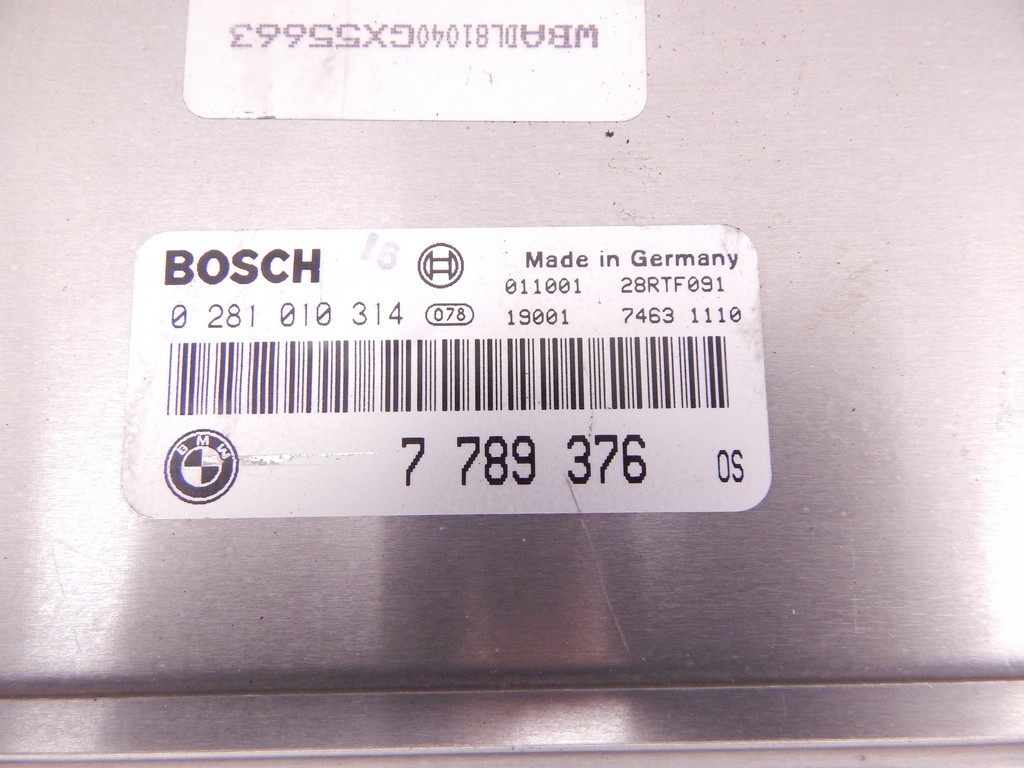 WBADL81040GX55663
BOSCH 16 Made in Germany
011001 28RTF091
0 281 010 314 078 19001 7463 1110
BMW 7 789 376 OS